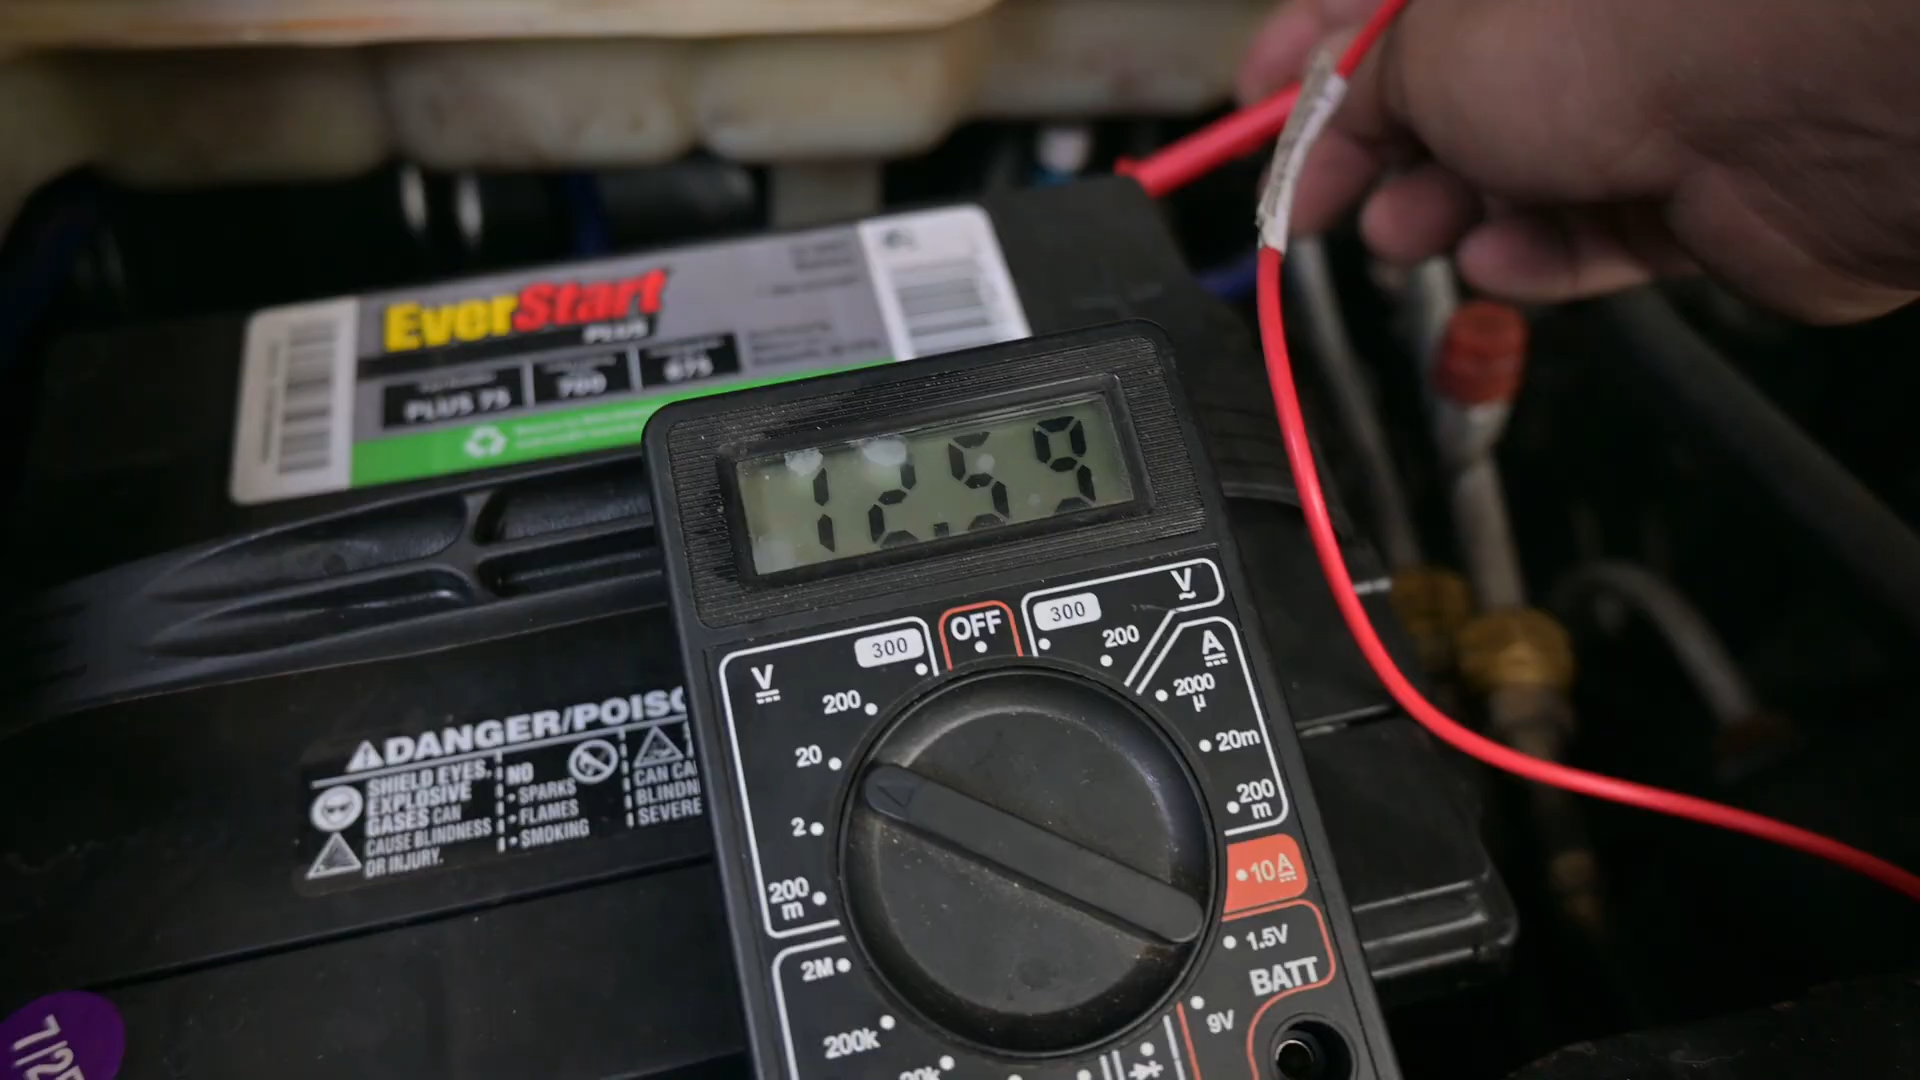 EverStart
PLUS
PLUS 75
700
875
12.59
V
300
OFF
300
V
200
200
A
2000
µ
20
20m
2
200
m
200
m
10A
2M
1.5V
BATT
200k
9V
DANGER/POISO
SHIELD EYES.
EXPLOSIVE
GASES CAN
CAUSE BLINDNESS
OR INJURY.
NO
• SPARKS
• FLAMES
• SMOKING
CAN CA
BLINDN
SEVERE